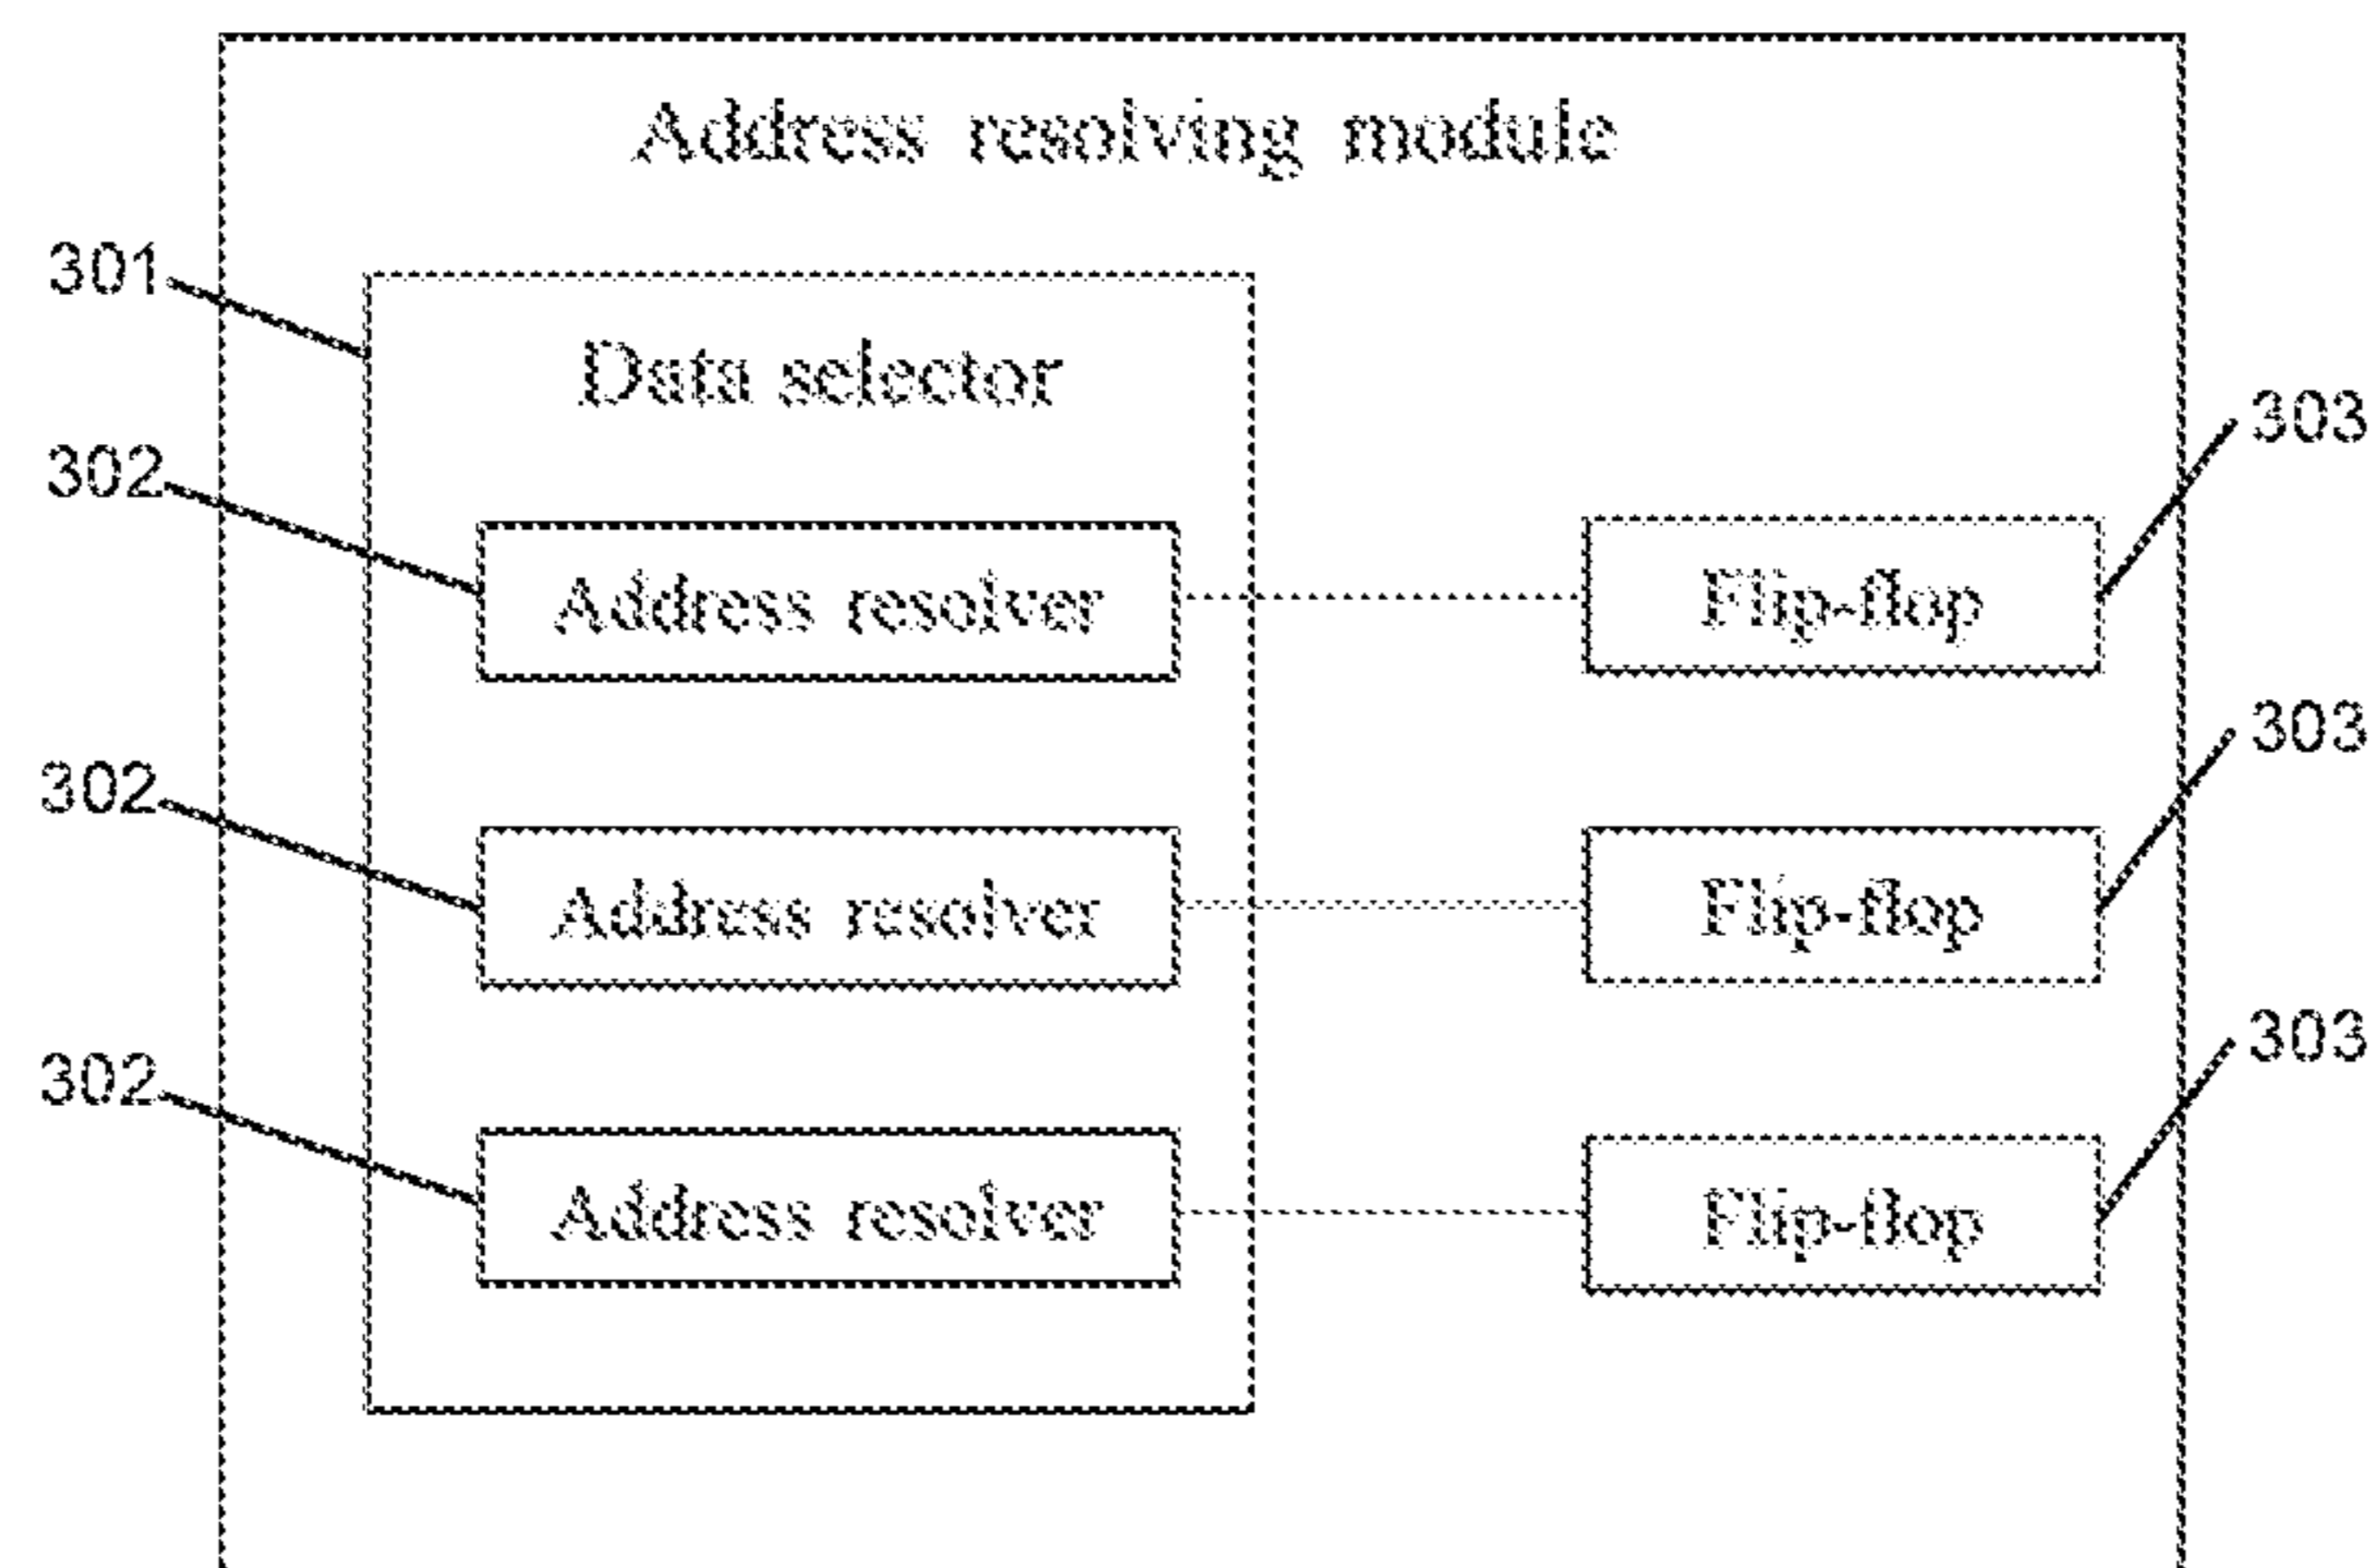 Address resolving module
301
Data selector
303
302
Address resolver
Flip-flop
303
302
Address resolver
Flip-flop
303
302
Address resolver
Flip-flop